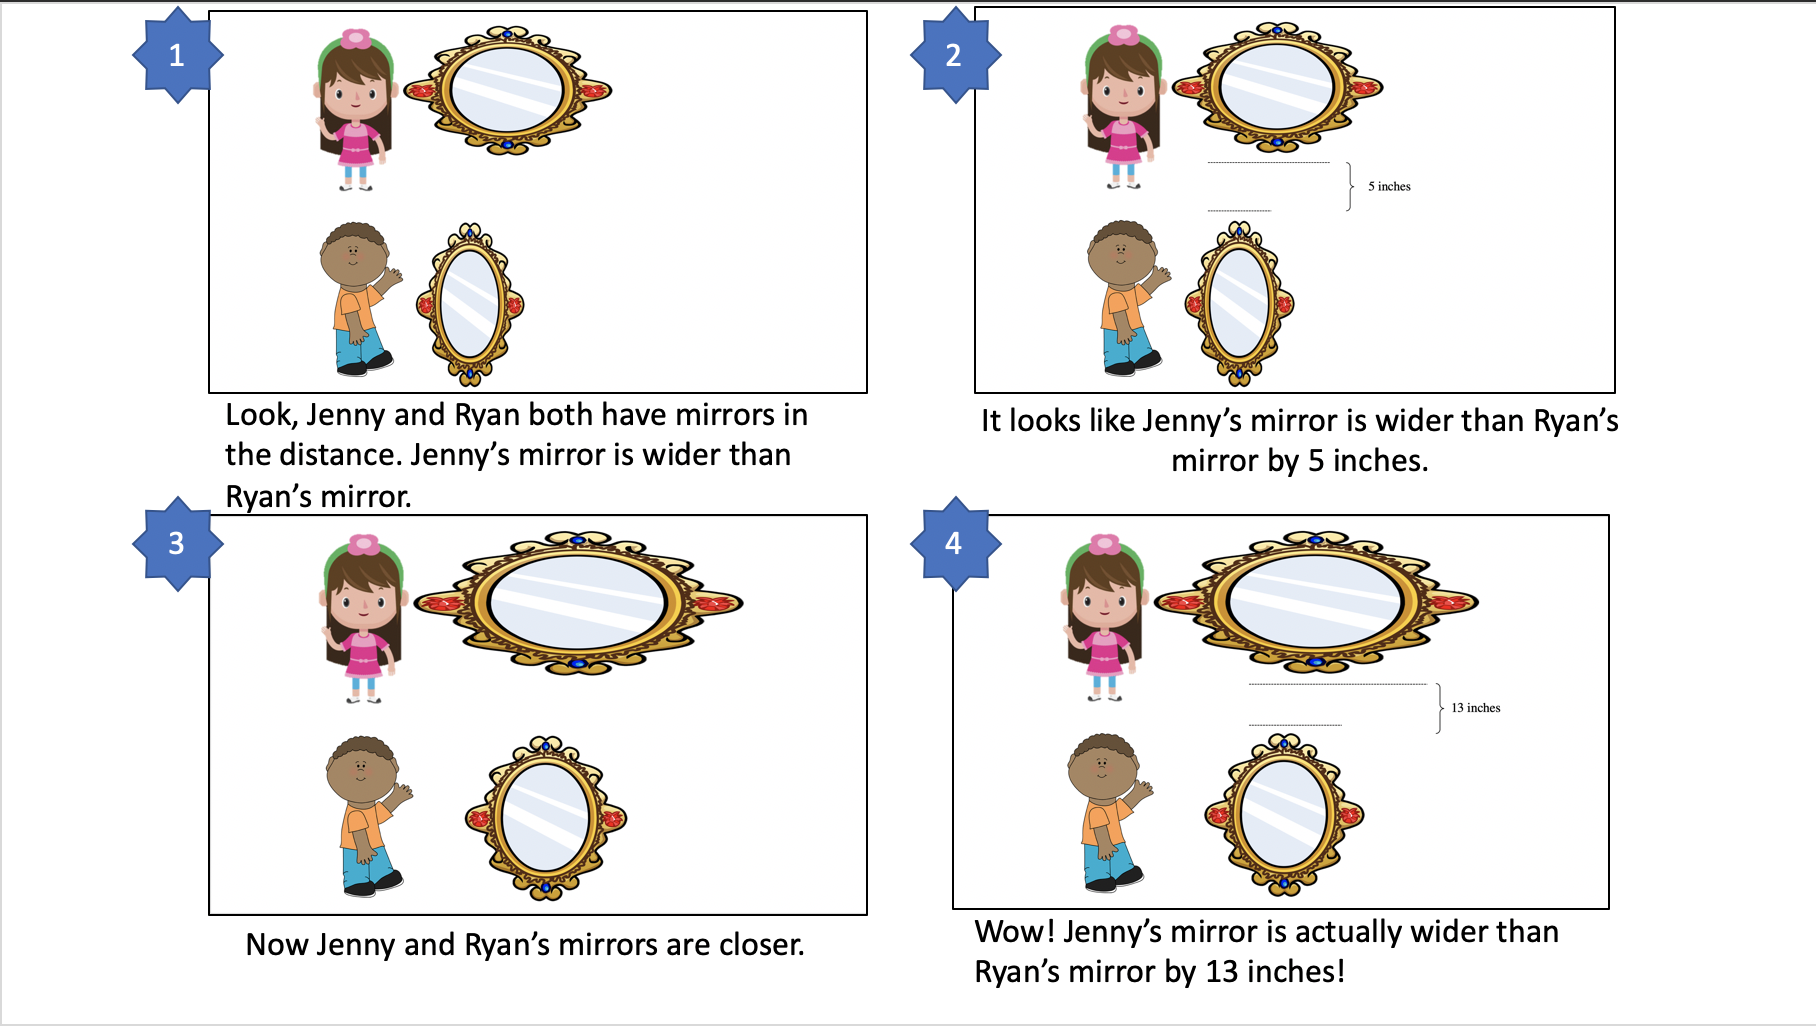 1
Look, Jenny and Ryan both have mirrors in
the distance. Jenny’s mirror is wider than
Ryan’s mirror.
2
5 inches
It looks like Jenny’s mirror is wider than Ryan’s
mirror by 5 inches.
3
Now Jenny and Ryan’s mirrors are closer.
4
13 inches
Wow! Jenny’s mirror is actually wider than
Ryan’s mirror by 13 inches!